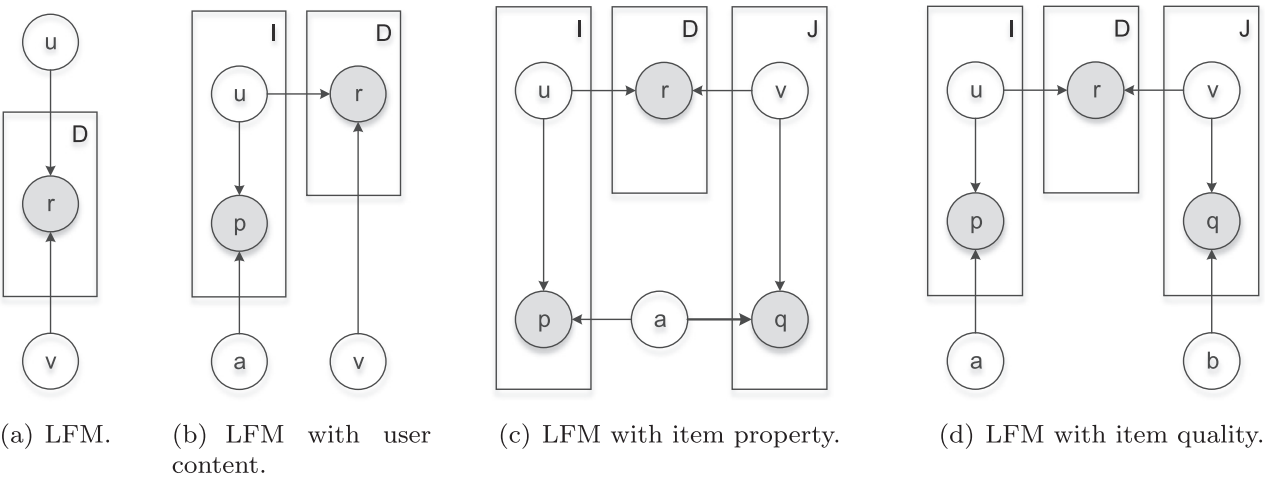 u
D
r
v
(a) LFM.
I
D
u
r
p
a
v
(b) LFM with user
content.
I
D
J
u
r
v
p
a
q
(c) LFM with item property.
I
D
J
u
r
v
p
q
a
b
(d) LFM with item quality.